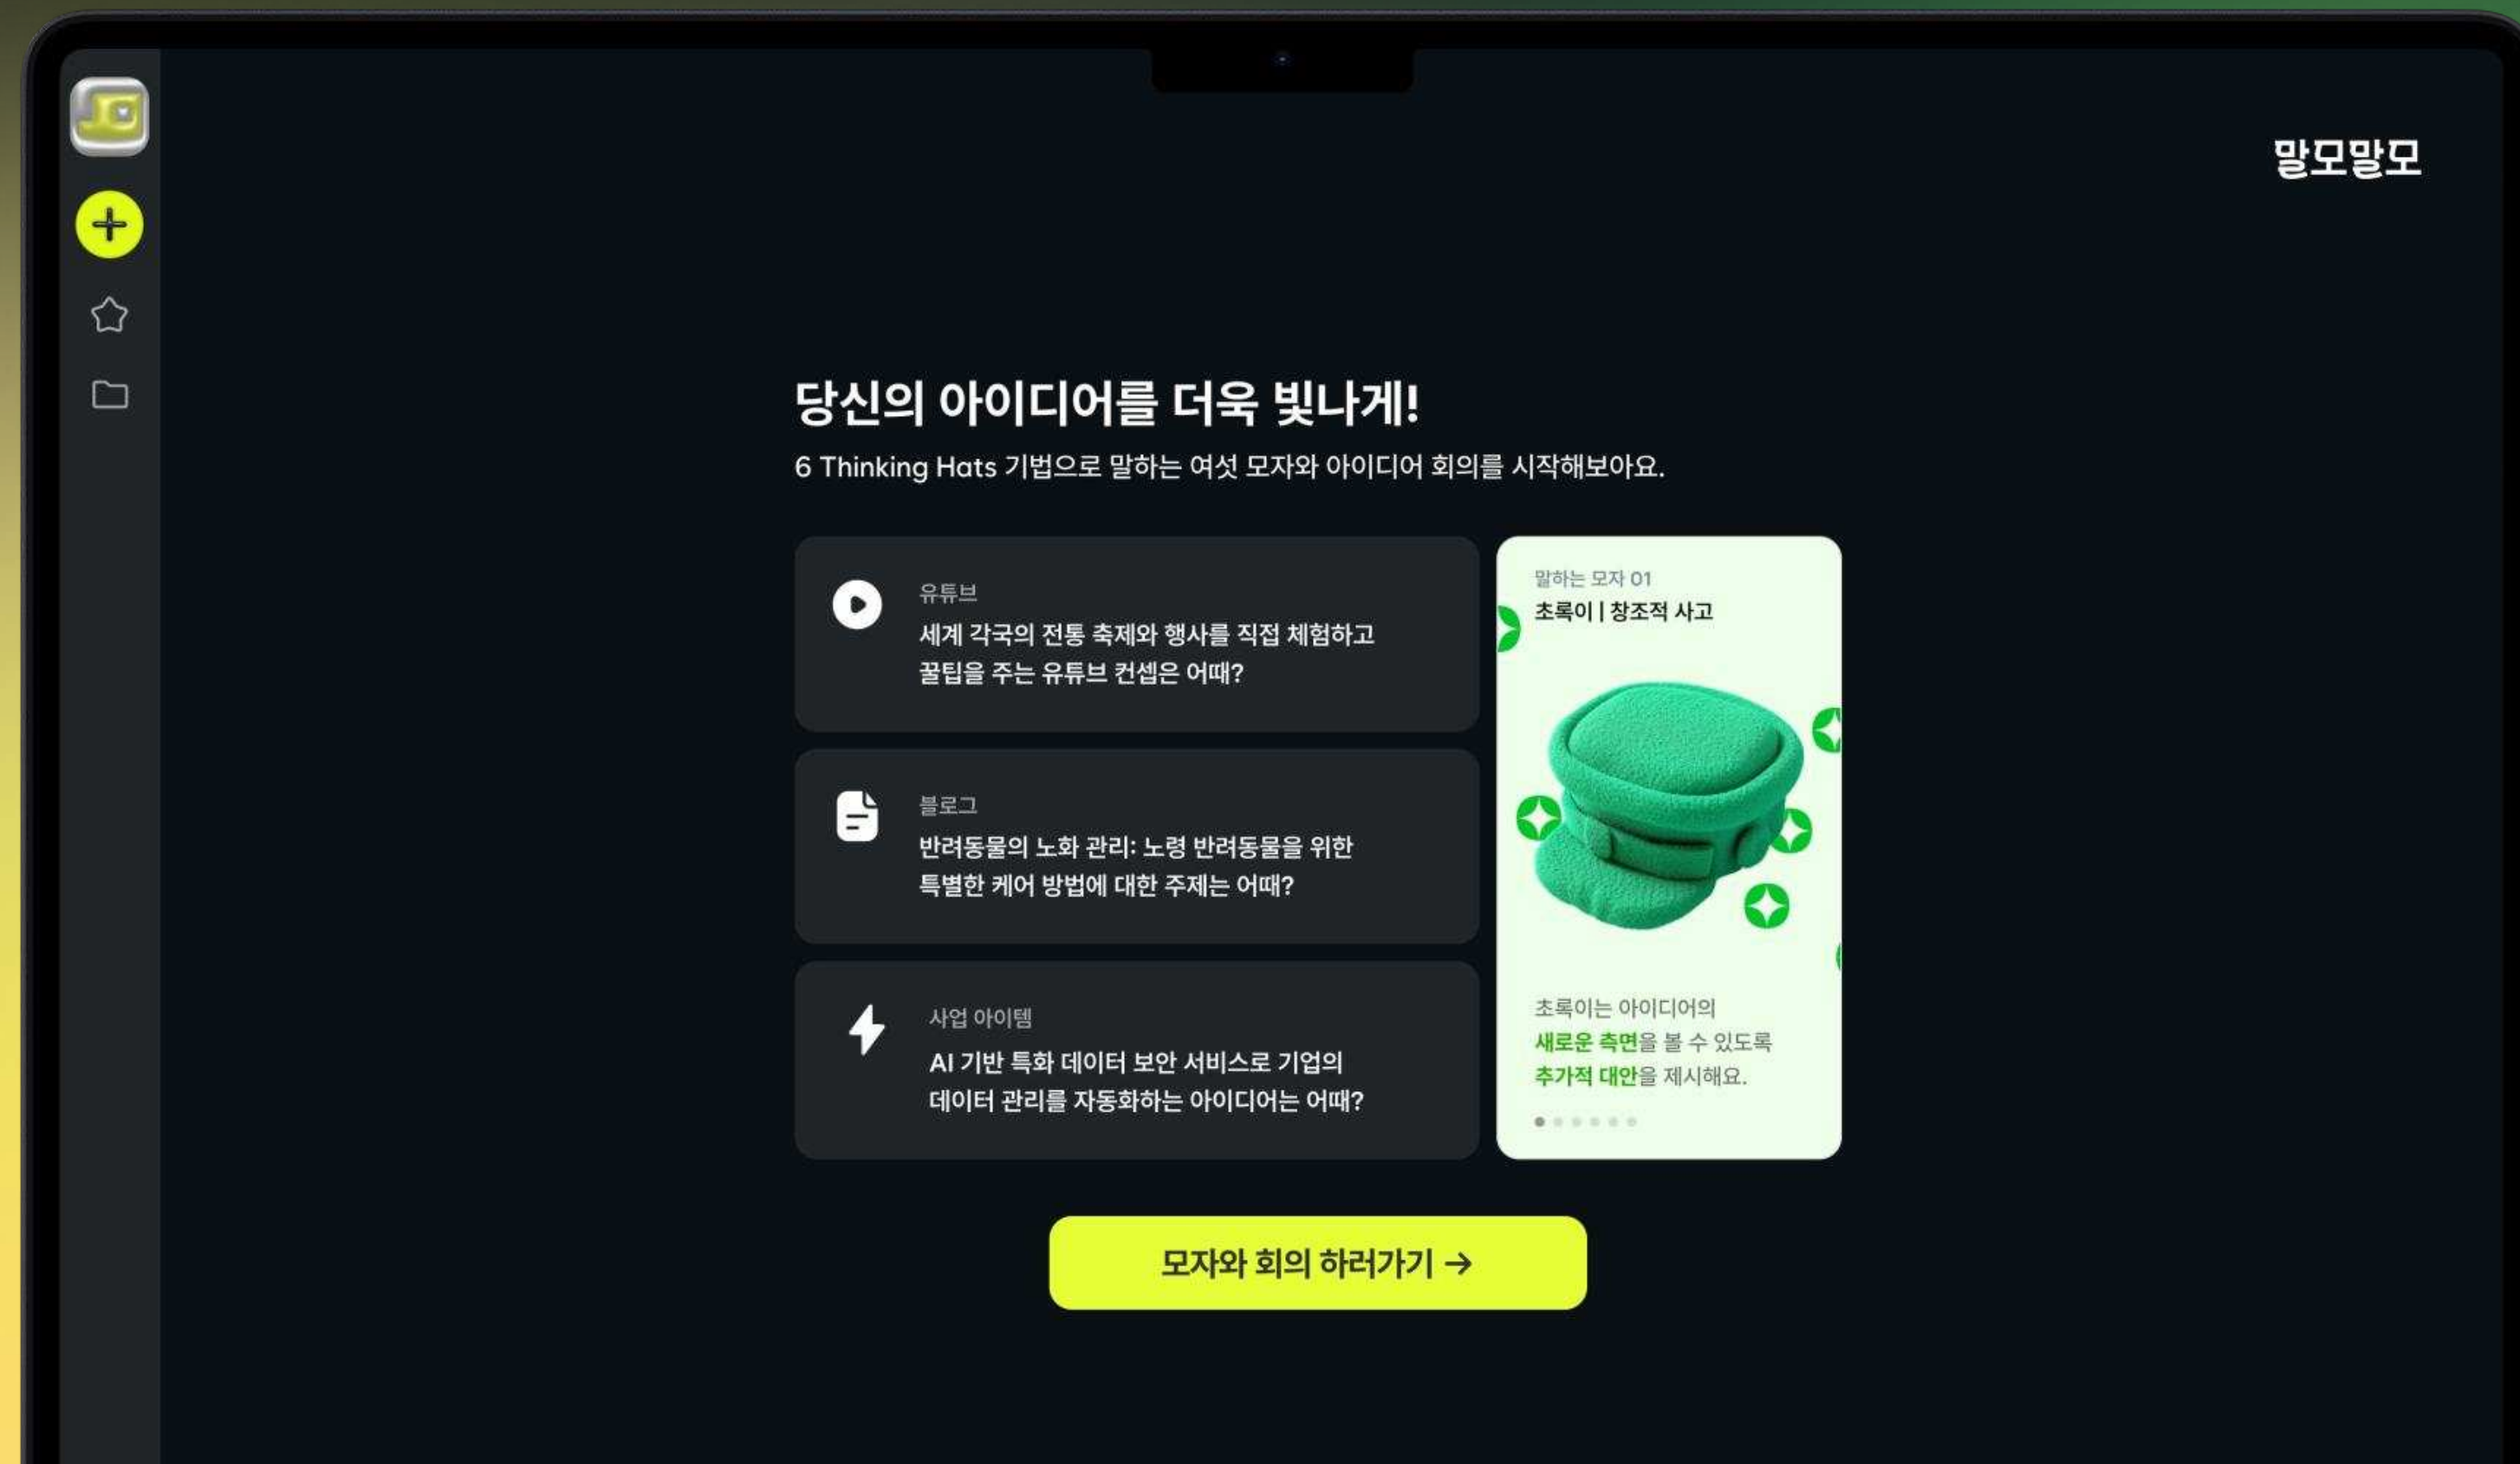 말모말모
당신의 아이디어를 더욱 빛나게!
6 Thinking Hats 기법으로 말하는 여섯 모자와 아이디어 회의를 시작해보아요.
유튜브
세계 각국의 전통 축제와 행사를 직접 체험하고
꿀팁을 주는 유튜브 컨셉은 어때?
블로그
반려동물의 노화 관리: 노령 반려동물을 위한
특별한 케어 방법에 대한 주제는 어때?
사업 아이템
AI 기반 특화 데이터 보안 서비스로 기업의
데이터 관리를 자동화하는 아이디어는 어때?
말하는 모자 01
초록이 | 창조적 사고
초록이는 아이디어의
새로운 측면을 볼 수 있도록
추가적 대안을 제시해요.
모자와 회의 하러가기 →